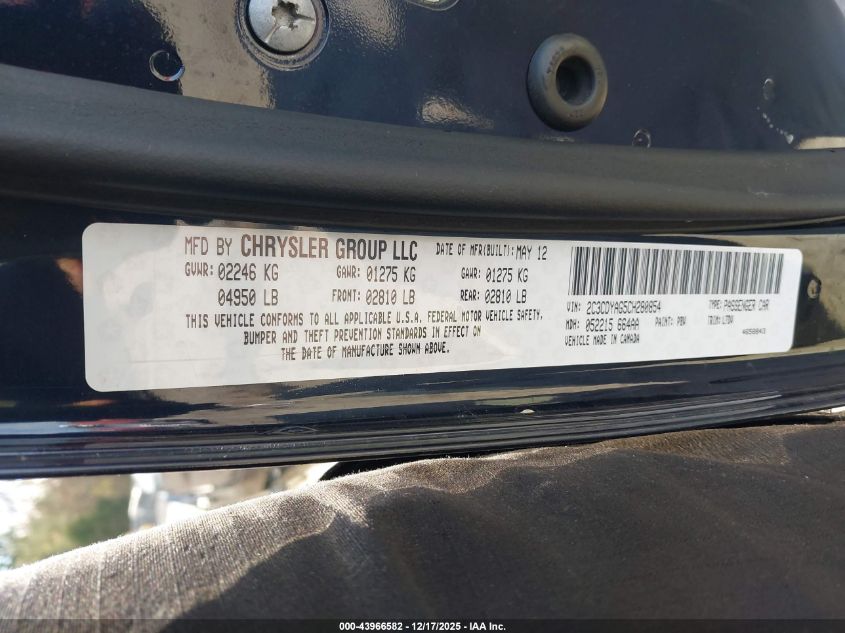 MFD BY CHRYSLER GROUP LLC DATE OF MFR(BUILT): MAY 12
GVWR: 02246 KG GAWR: 01275 KG GAWR: 01275 KG
04950 LB FRONT: 02810 LB REAR: 02810 LB
THIS VEHICLE CONFORMS TO ALL APPLICABLE U.S.A. FEDERAL MOTOR VEHICLE SAFETY,
BUMPER AND THEFT PREVENTION STANDARDS IN EFFECT ON
THE DATE OF MANUFACTURE SHOWN ABOVE.
VIN: 2C3CDYAG5CH280854 TYPE: PASSENGER CAR
MDH: 052215 664AA PAINT: PBV TRIM: LTDV
VEHICLE MADE IN CANADA
000-43966582 - 12/17/2025 - IAA Inc.